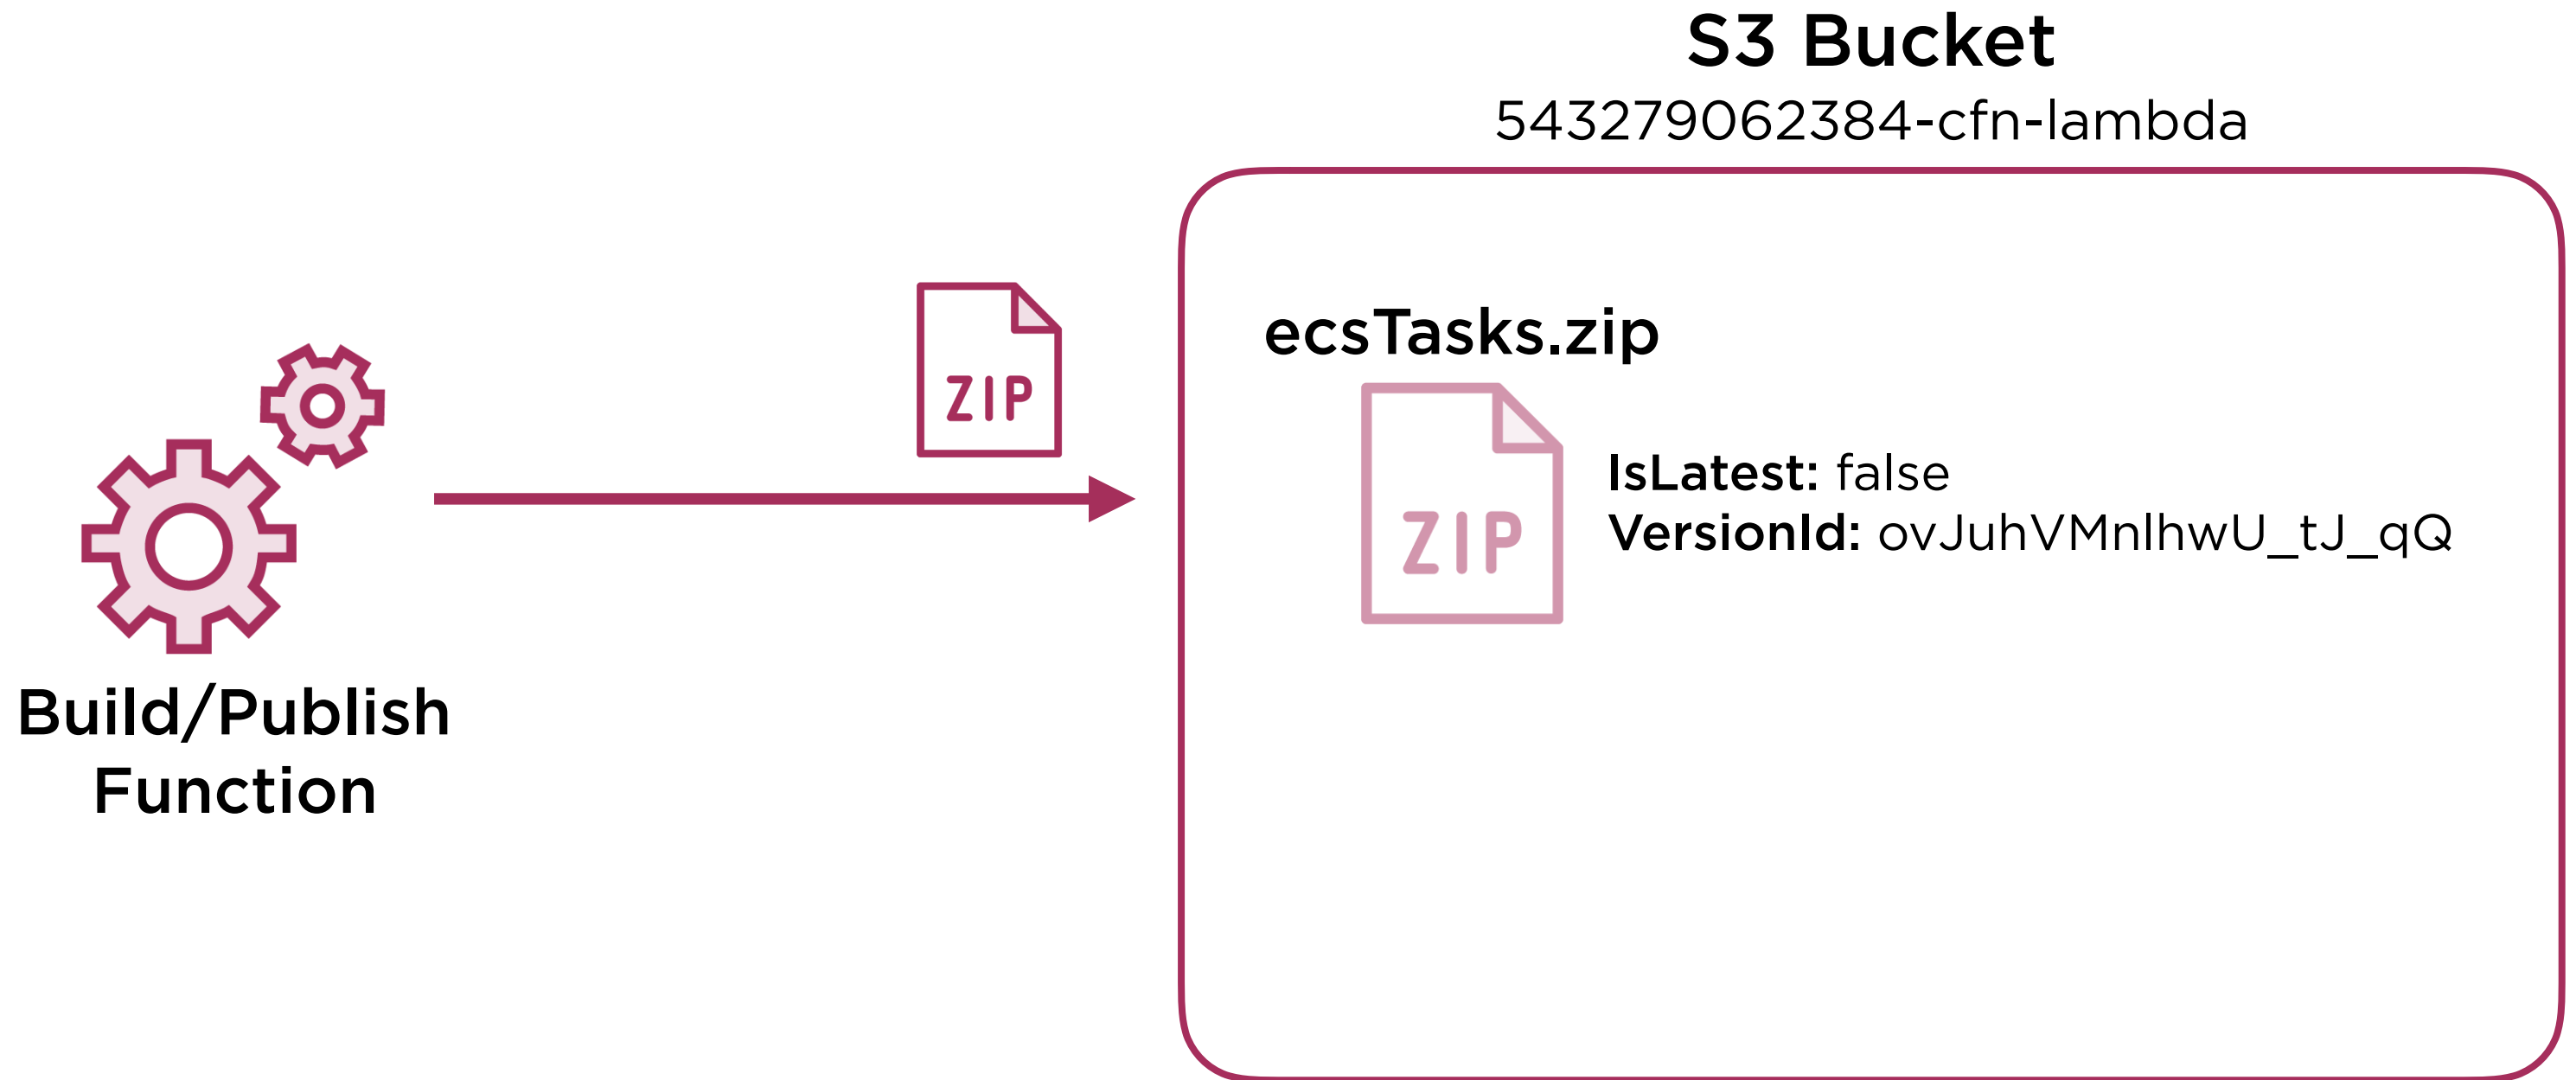 S3 Bucket
543279062384-cfn-lambda
ZIP
ecsTasks.zip
ZIP
IsLatest: false
VersionId: ovJuhVMnlhwU_tJ_qQ
Build/Publish
Function